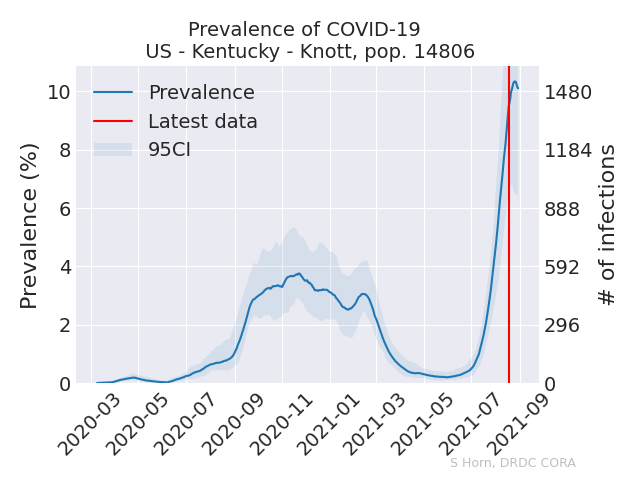 Prevalence of COVID-19
US - Kentucky - Knott, pop. 14806
Prevalence
Latest data
95CI
Prevalence (%)
10
8
6
4
2
0
1480
1184
888
592
296
0
# of infections
2020-03
2020-05
2020-07
2020-09
2020-11
2021-01
2021-03
2021-05
2021-07
2021-09
S Horn, DRDC CORA